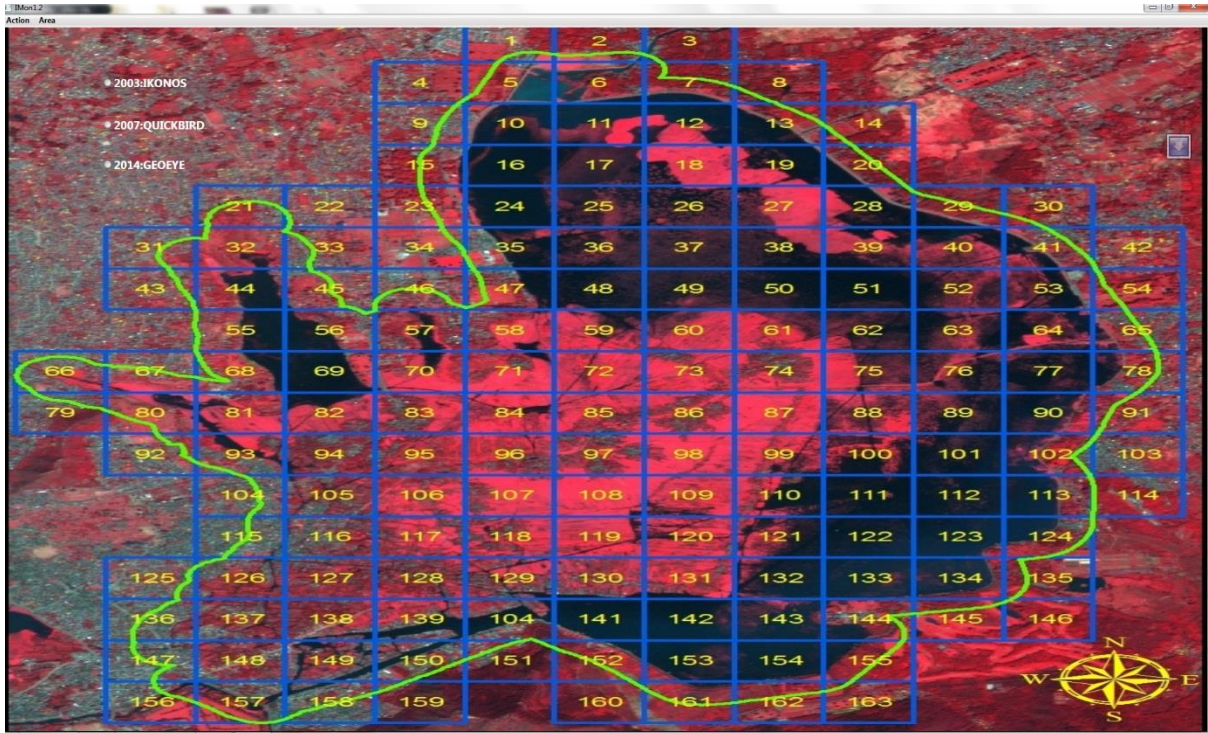 IMon1.2
Action Area
1 2 3
2003:IKONOS 4 5 6 7 8
2007:QUICKBIRD 9 10 11 12 13 14
2014:GEOEYE 15 16 17 18 19 20
21 22 23 24 25 26 27 28 29 30
31 32 33 34 35 36 37 38 39 40 41 42
43 44 45 46 47 48 49 50 51 52 53 54
55 56 57 58 59 60 61 62 63 64 65
66 67 68 69 70 71 72 73 74 75 76 77 78
79 80 81 82 83 84 85 86 87 88 89 90 91
92 93 94 95 96 97 98 99 100 101 102 103
104 105 106 107 108 109 110 111 112 113 114
115 116 117 118 119 120 121 122 123 124
125 126 127 128 129 130 131 132 133 134 135
136 137 138 139 104 141 142 143 144 145 146
147 148 149 150 151 152 153 154 155
156 157 158 159 160 161 162 163
N
W E
S